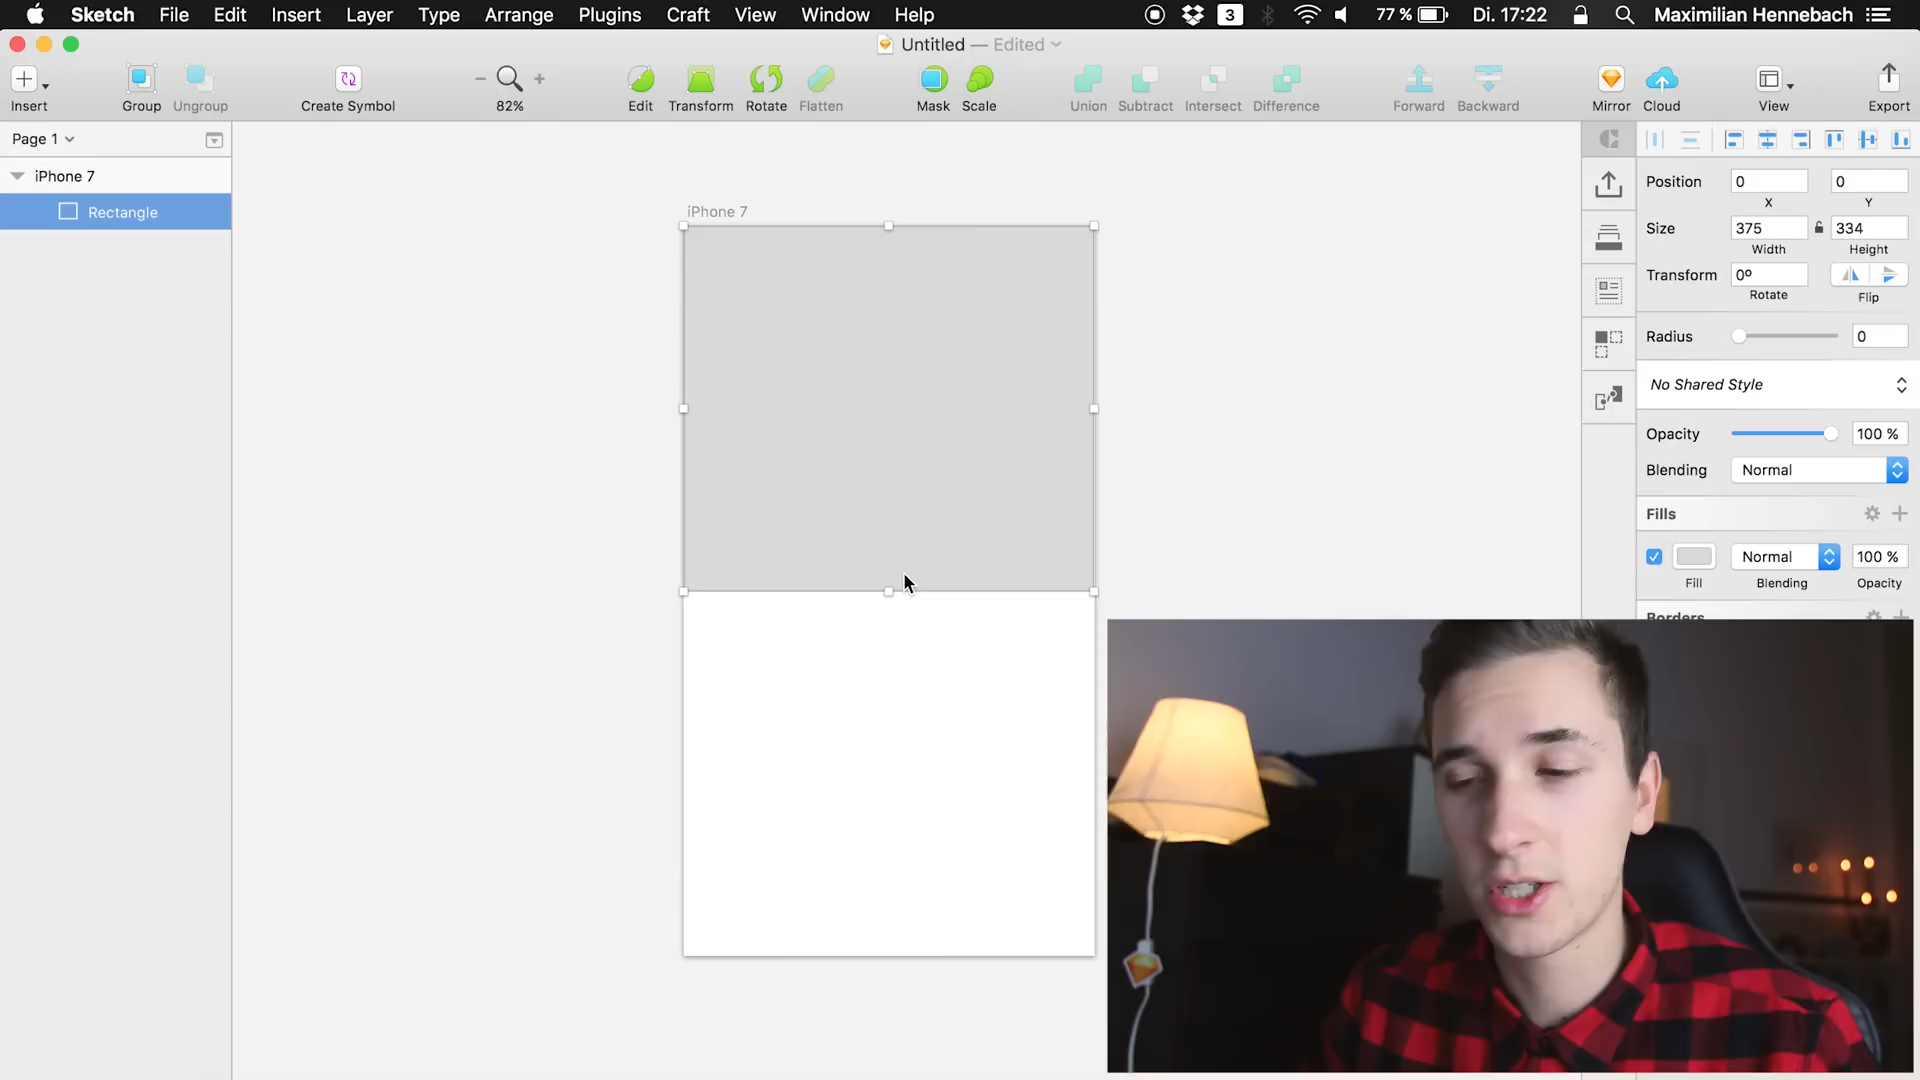 Sketch File Edit Insert Layer Type Arrange Plugins Craft View Window Help 3 77 % Di. 17:22 Maximilian Hennebach
Untitled — Edited
Insert Group Ungroup Create Symbol 82% Edit Transform Rotate Flatten Mask Scale Union Subtract Intersect Difference Forward Backward Mirror Cloud View Export
Page 1
iPhone 7
Rectangle
iPhone 7
Position 0 0
X Y
Size 375 334
Width Height
Transform 0º
Rotate Flip
Radius 0
No Shared Style
Opacity 100 %
Blending Normal
Fills
Normal 100 %
Fill Blending Opacity
Borders